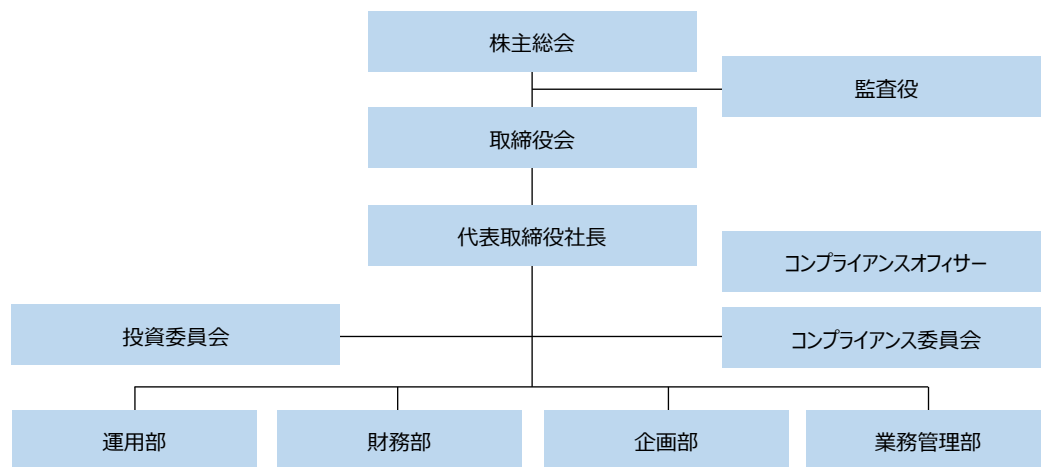 株主総会
監査役
取締役会
代表取締役社長
コンプライアンスオフィサー
投資委員会
コンプライアンス委員会
運用部
財務部
企画部
業務管理部